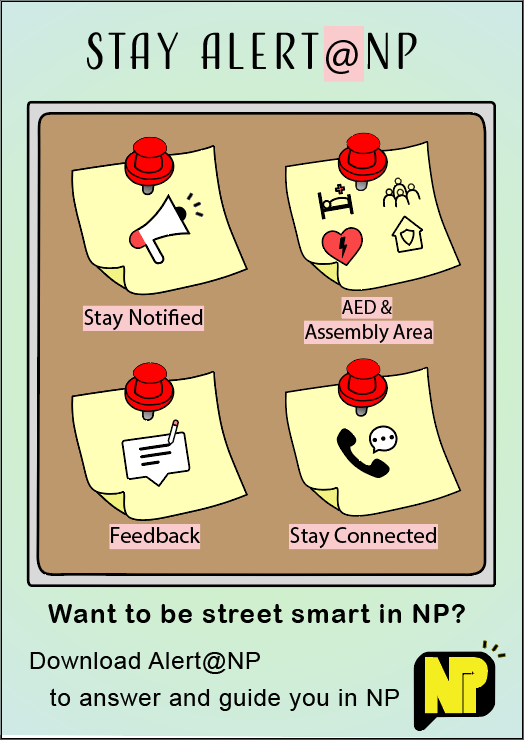 STAY ALERT@NP
Stay Notified
AED &
Assembly Area
Feedback
Stay Connected
Want to be street smart in NP?
Download Alert@NP
to answer and guide you in NP
NP